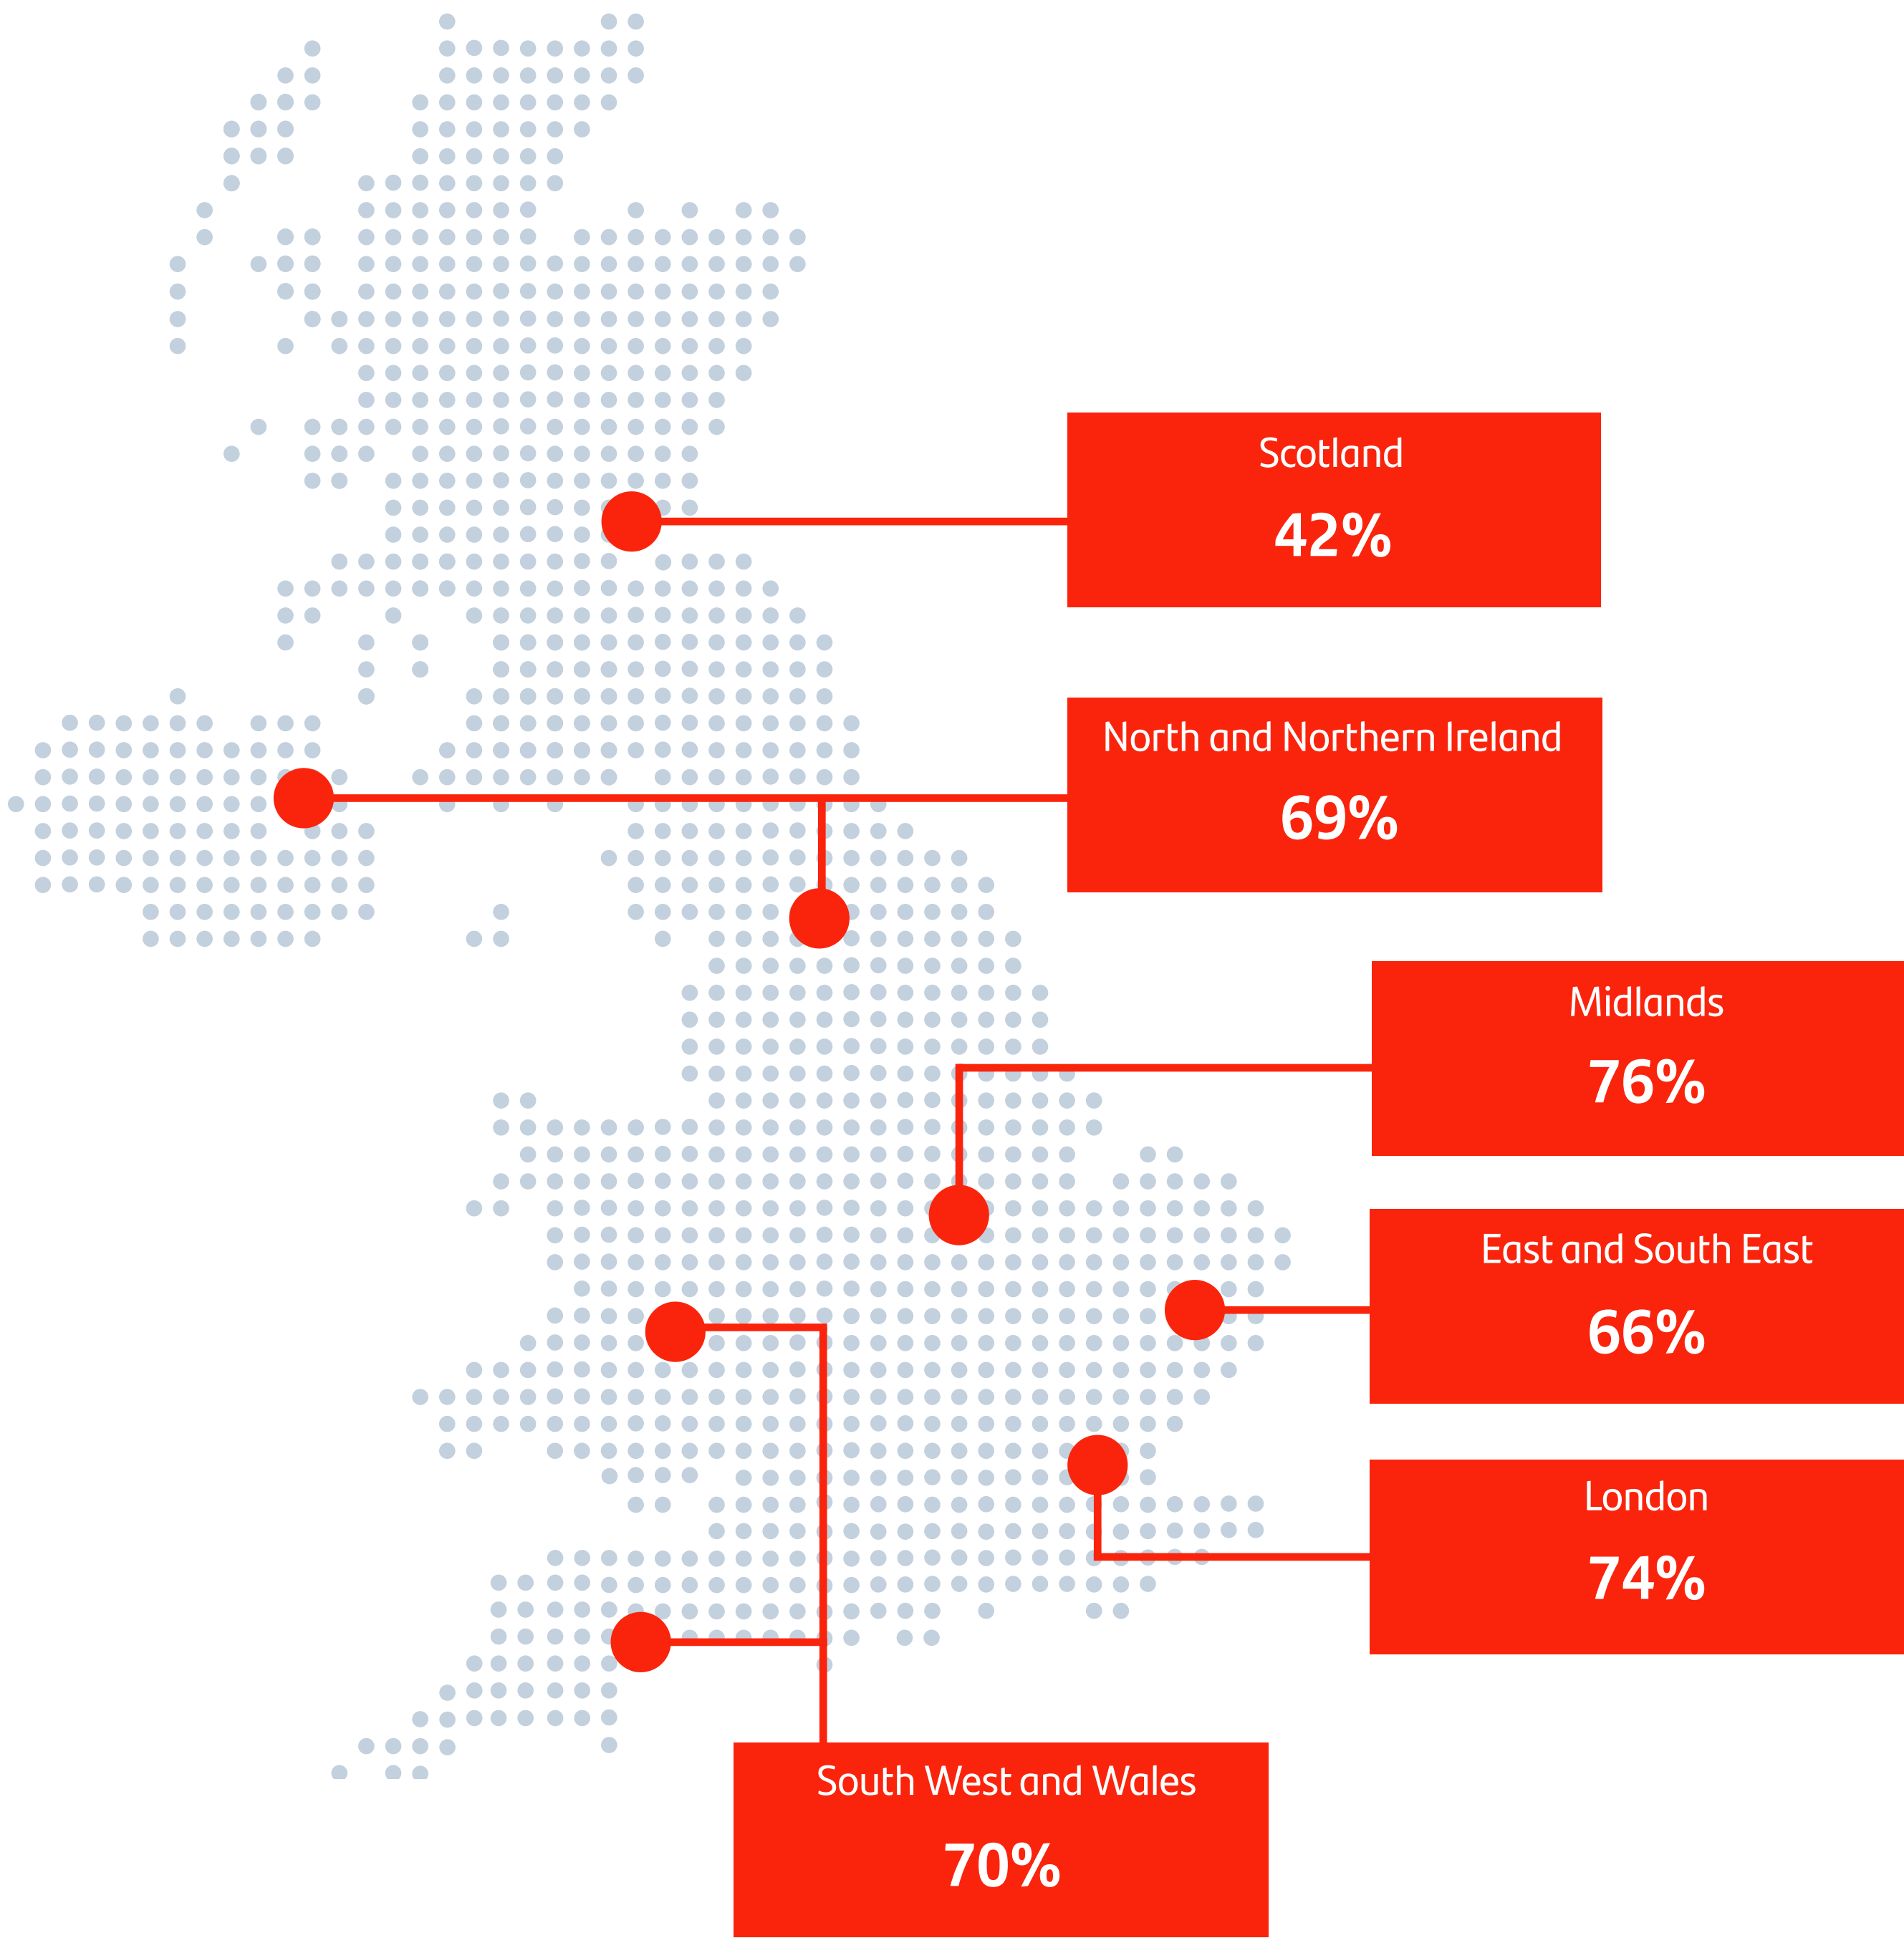 Scotland
42%
North and Northern Ireland
69%
Midlands
76%
East and South East
66%
London
74%
South West and Wales
70%